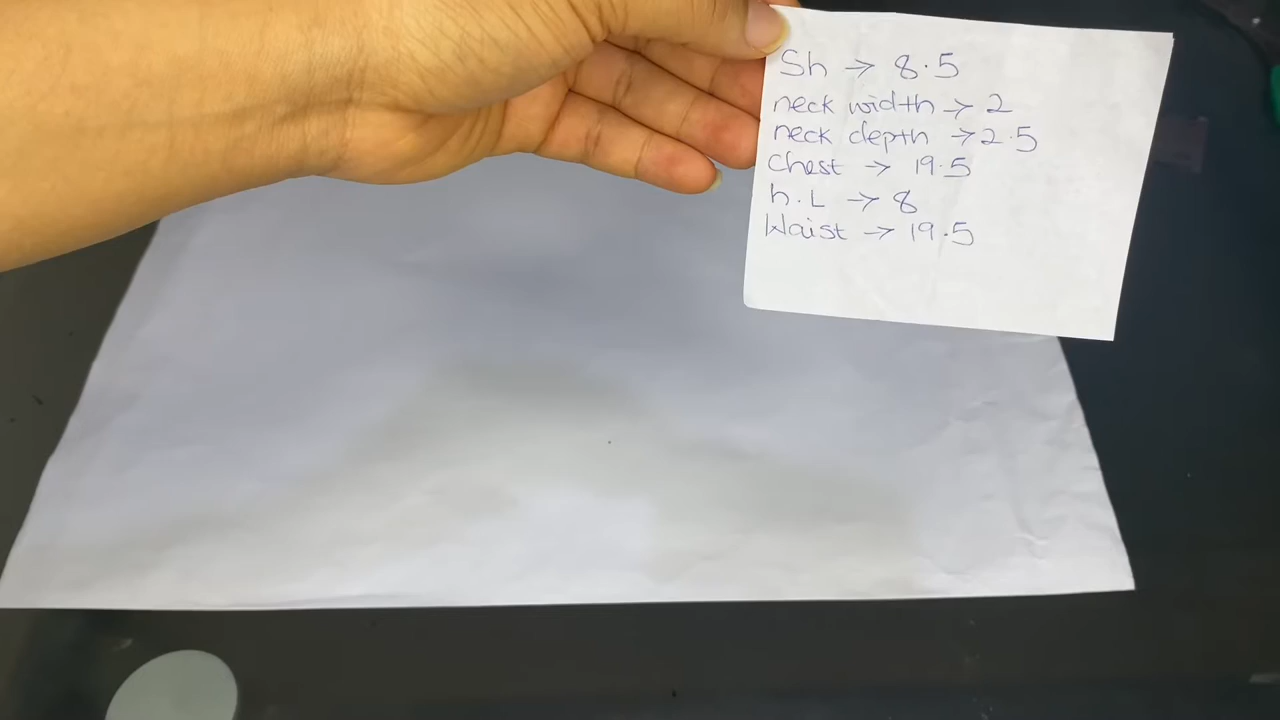 Sh → 8.5
neck width → 2
neck depth → 2.5
Chest → 19.5
h.L → 8
Waist → 19.5